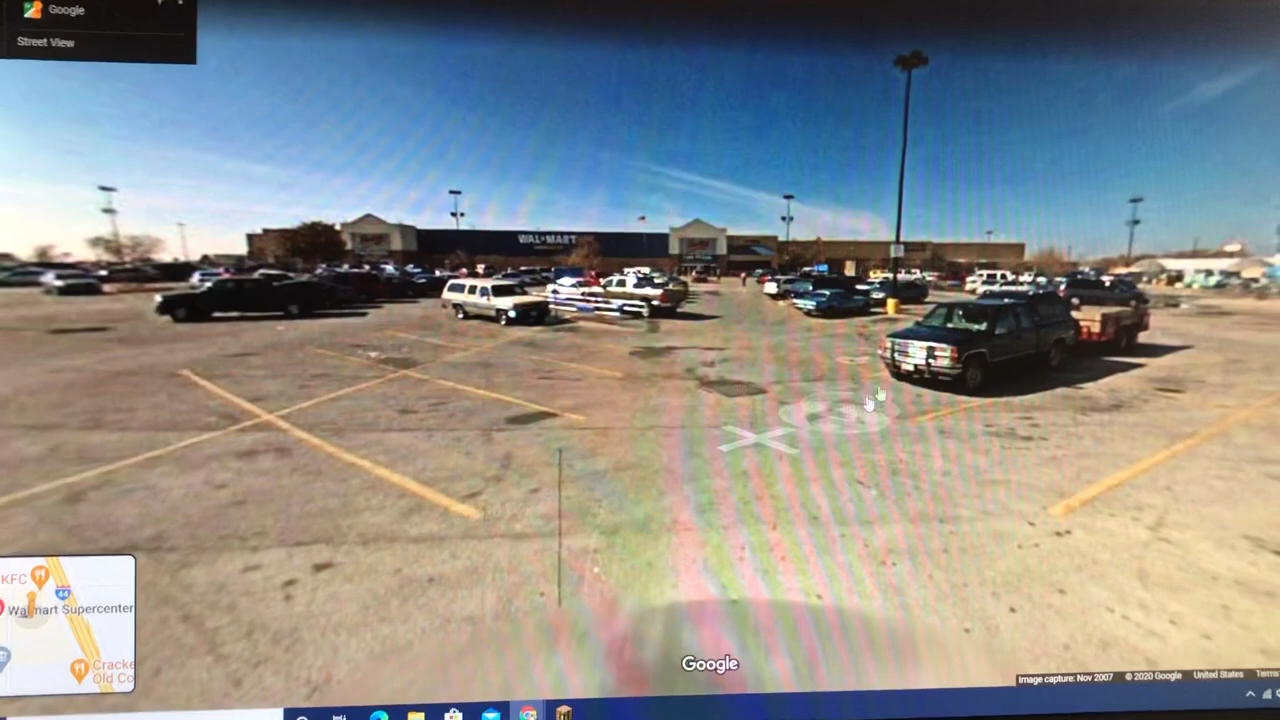 Google
Street View
WAL★MART
KFC
44
Walmart Supercenter
Cracke
Old Co
Google
Image capture: Nov 2007 © 2020 Google United States Terms